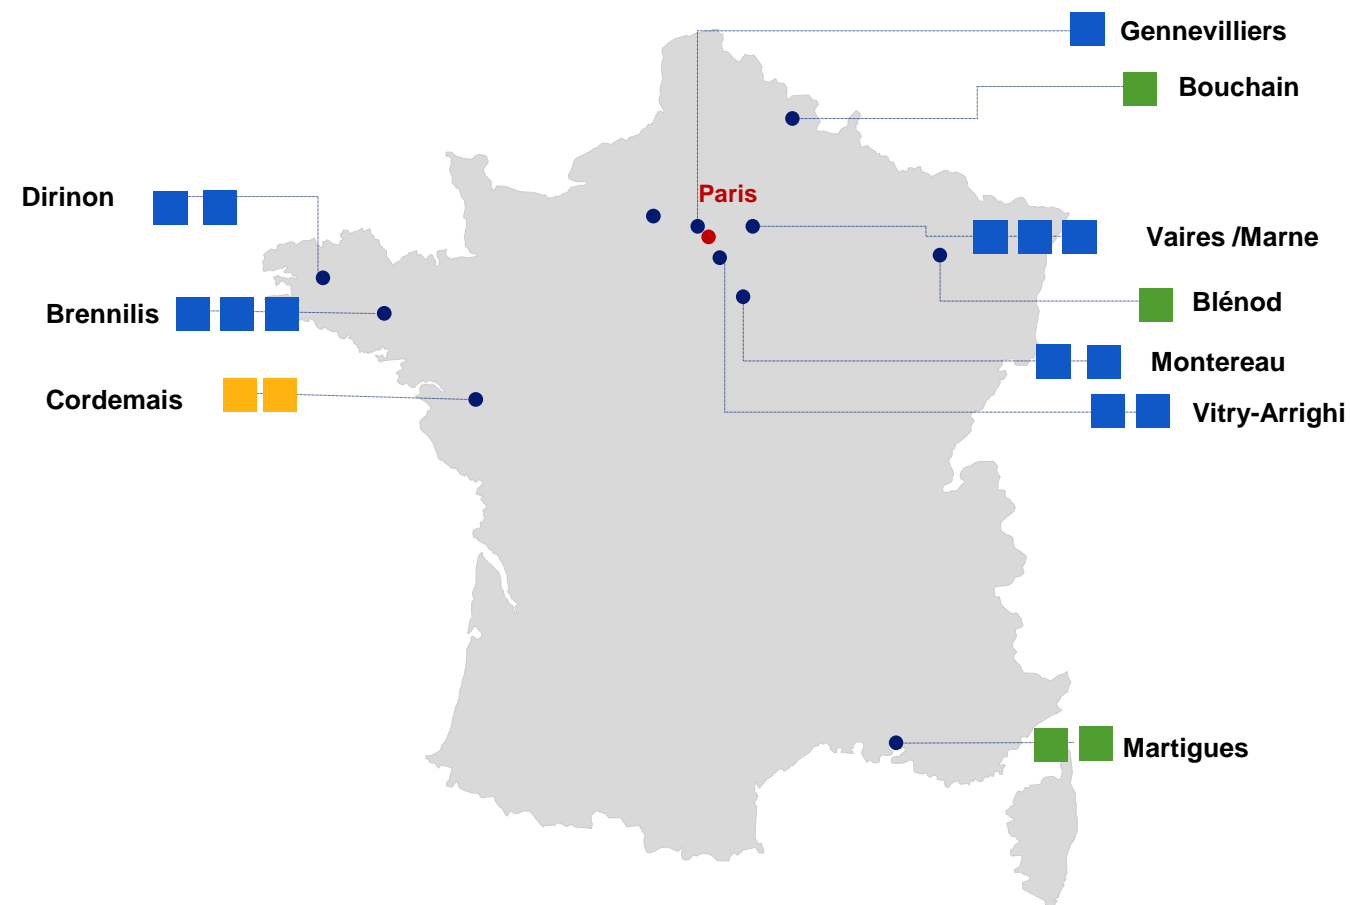 Gennevilliers
Bouchain
Dirinon
Paris
Vaires /Marne
Blénod
Brennilis
Montereau
Cordemais
Vitry-Arrighi
Martigues